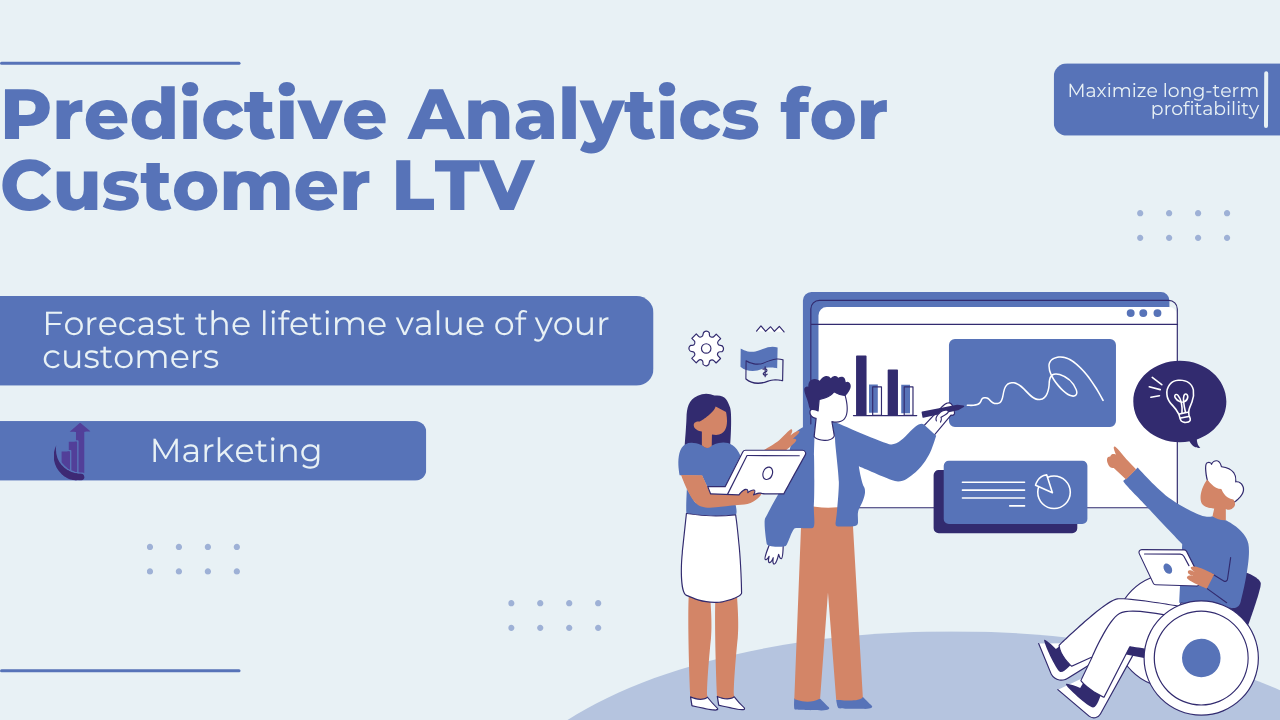 Predictive Analytics for
Customer LTV
Maximize long-term
profitability
Forecast the lifetime value of your
customers
Marketing